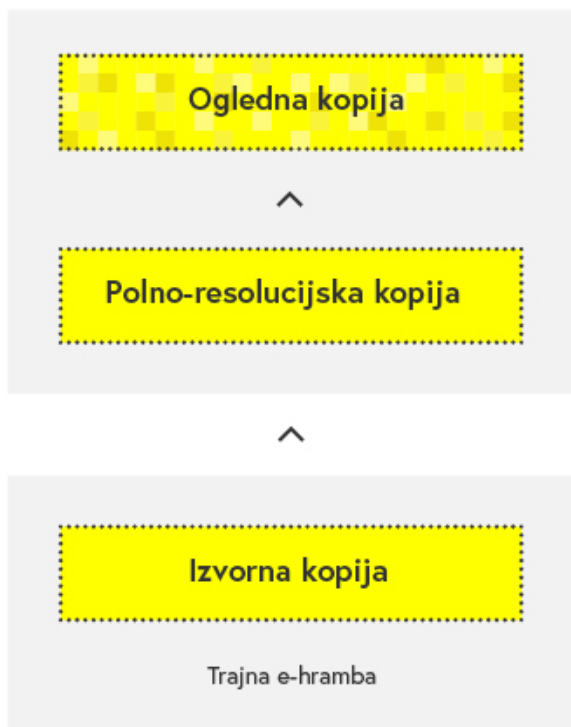 Ogledna kopija
Polno-resolucijska kopija
Izvorna kopija
Trajna e-hramba